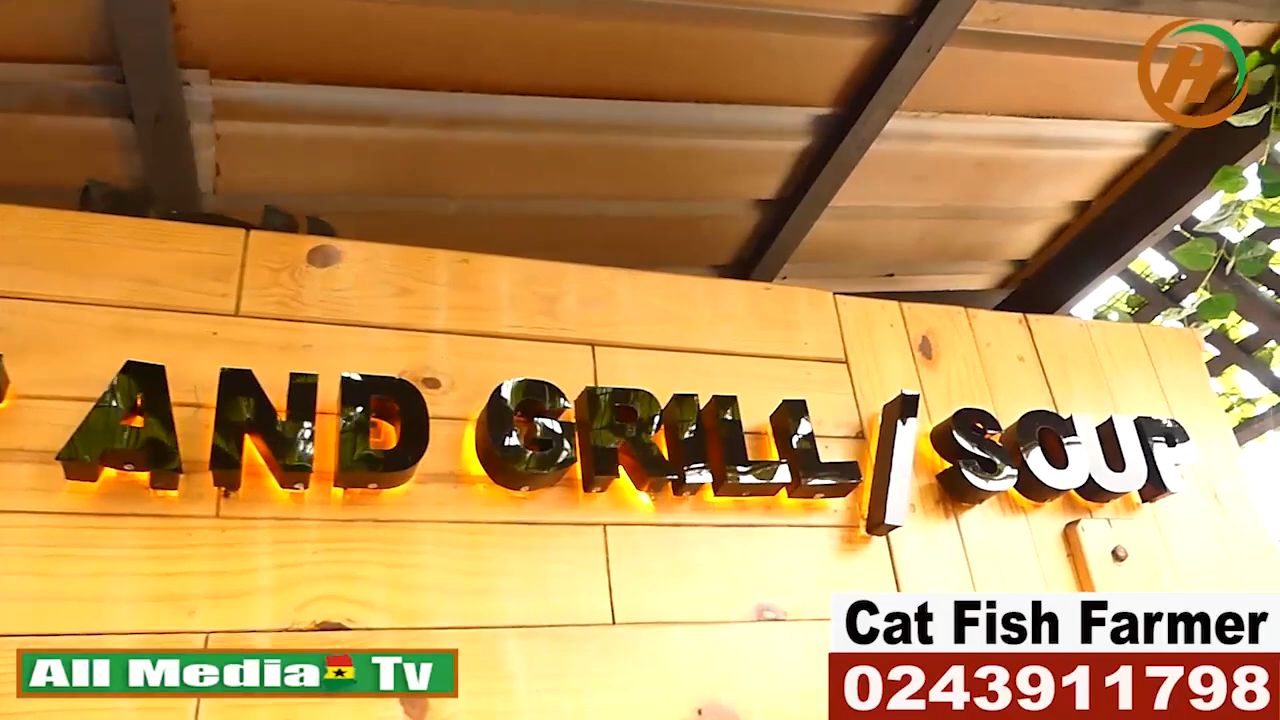 H
AND GRILL / SOUP
Cat Fish Farmer
All Media Tv
0243911798